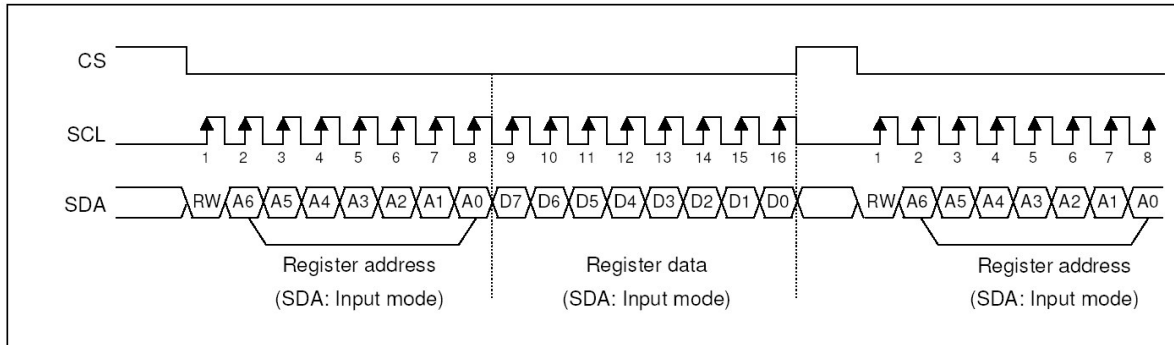 CS
SCL
1 2 3 4 5 6 7 8 9 10 11 12 13 14 15 16 1 2 3 4 5 6 7 8
SDA RW A6 A5 A4 A3 A2 A1 A0 D7 D6 D5 D4 D3 D2 D1 D0 RW A6 A5 A4 A3 A2 A1 A0
Register address Register data Register address
(SDA: Input mode) (SDA: Input mode) (SDA: Input mode)